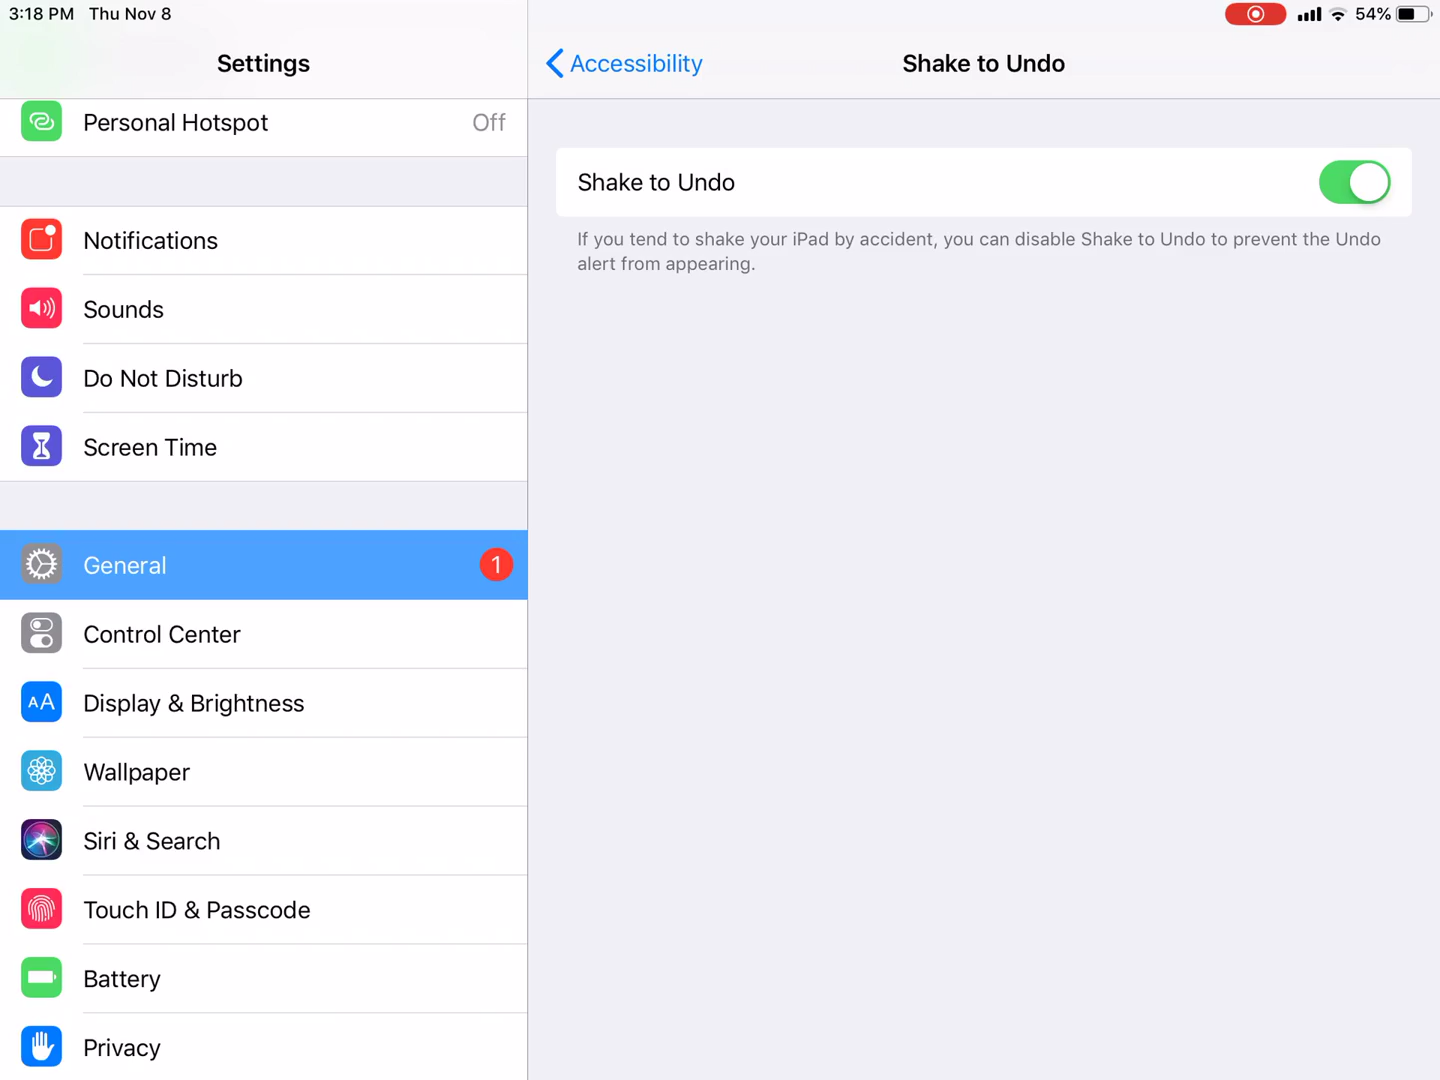 3:18 PM Thu Nov 8
54%
Settings
Accessibility
Shake to Undo
Personal Hotspot Off
Notifications
Sounds
Do Not Disturb
Screen Time
General 1
Control Center
AA Display & Brightness
Wallpaper
Siri & Search
Touch ID & Passcode
Battery
Privacy
Shake to Undo
If you tend to shake your iPad by accident, you can disable Shake to Undo to prevent the Undo
alert from appearing.